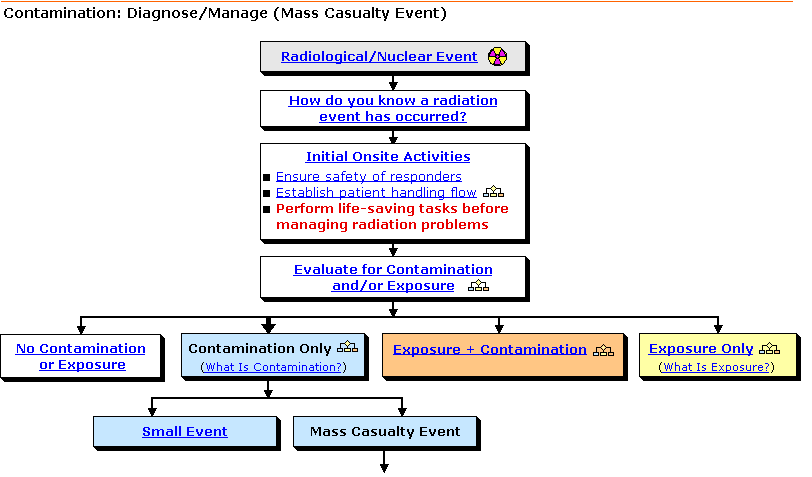 Contamination: Diagnose/Manage (Mass Casualty Event)
Radiological/Nuclear Event
How do you know a radiation
event has occurred?
Initial Onsite Activities
Ensure safety of responders
Establish patient handling flow
Perform life-saving tasks before
managing radiation problems
Evaluate for Contamination
and/or Exposure
No Contamination
or Exposure
Contamination Only
(What Is Contamination?)
Exposure + Contamination
Exposure Only
(What Is Exposure?)
Small Event
Mass Casualty Event